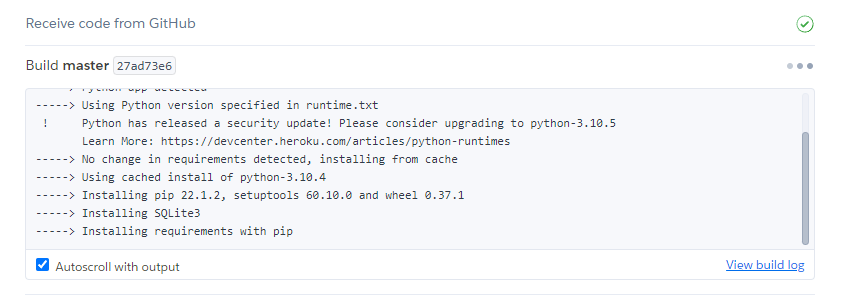 Receive code from GitHub
Build master 27ad73e6
-----> Python app detected
-----> Using Python version specified in runtime.txt
! Python has released a security update! Please consider upgrading to python-3.10.5
Learn More: https://devcenter.heroku.com/articles/python-runtimes
-----> No change in requirements detected, installing from cache
-----> Using cached install of python-3.10.4
-----> Installing pip 22.1.2, setuptools 60.10.0 and wheel 0.37.1
-----> Installing SQLite3
-----> Installing requirements with pip
Autoscroll with output
View build log